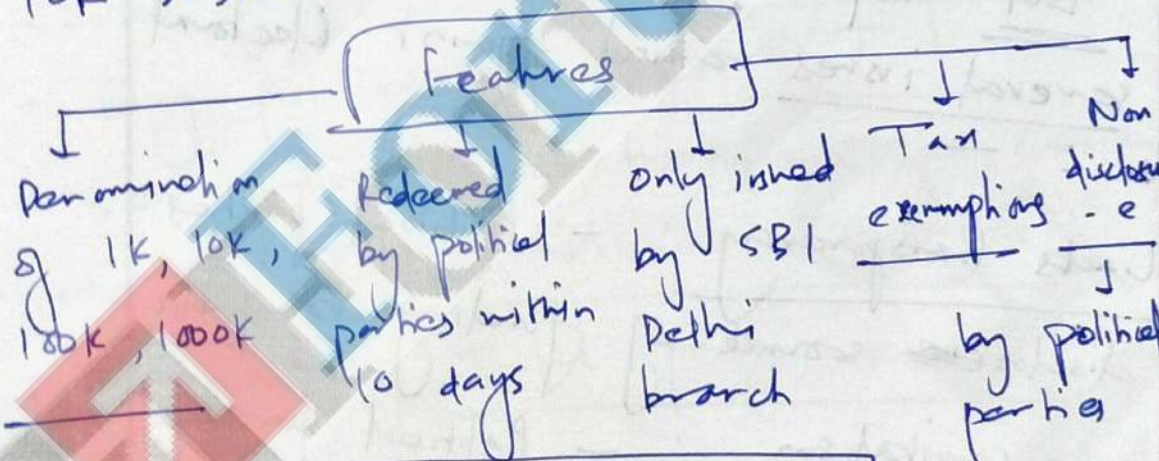 Features
Denomination
of 1K, 10K,
100K, 1000K
Redeemed
by political
parties within
10 days
only issued
by SBI
Delhi
branch
Tax
exemptions
Non
disclosur
- e
by political
parties